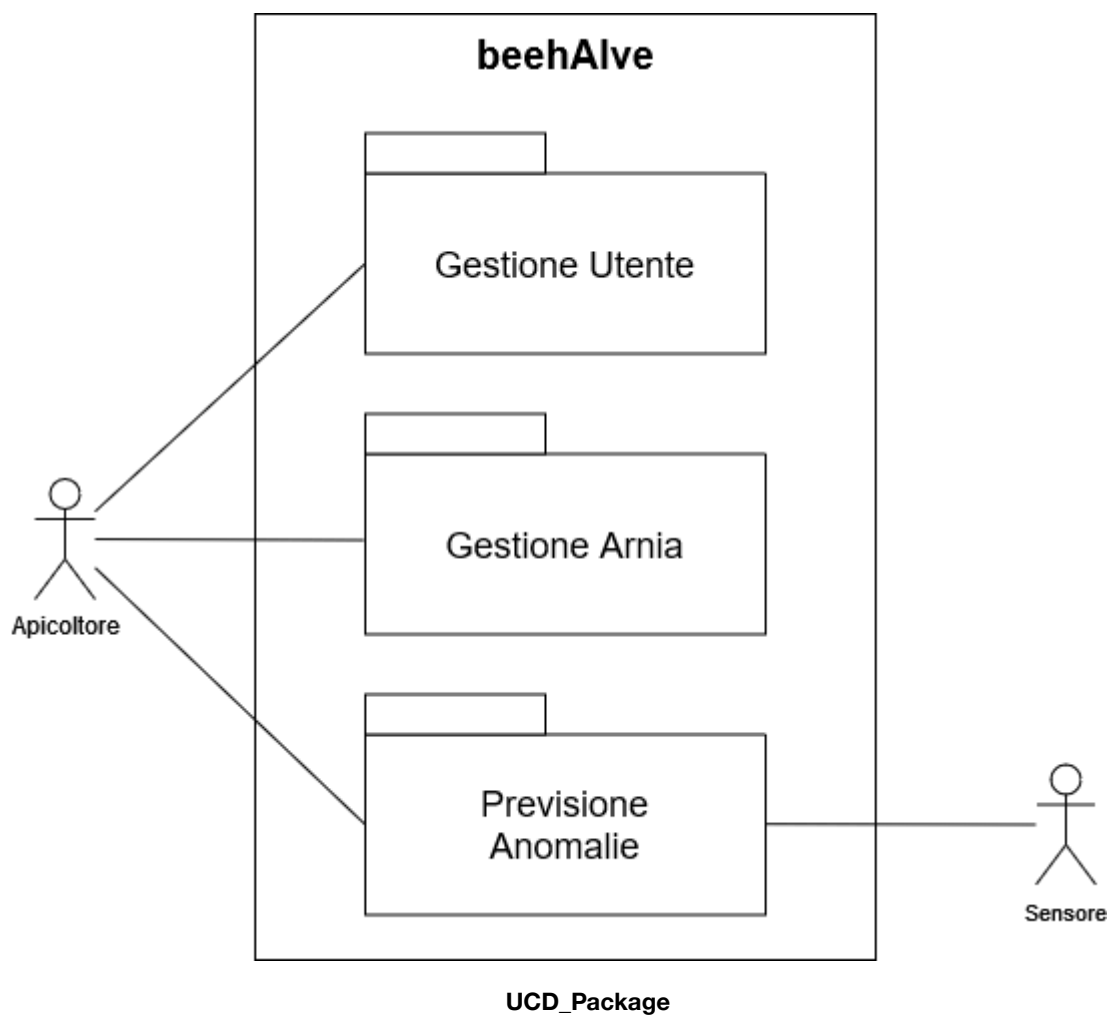 beehAIve
Gestione Utente
Gestione Arnia
Apicoltore
Previsione
Anomalie
Sensore
UCD_Package